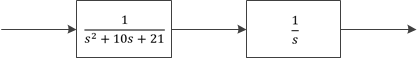 1
s² + 10s + 21
1
s